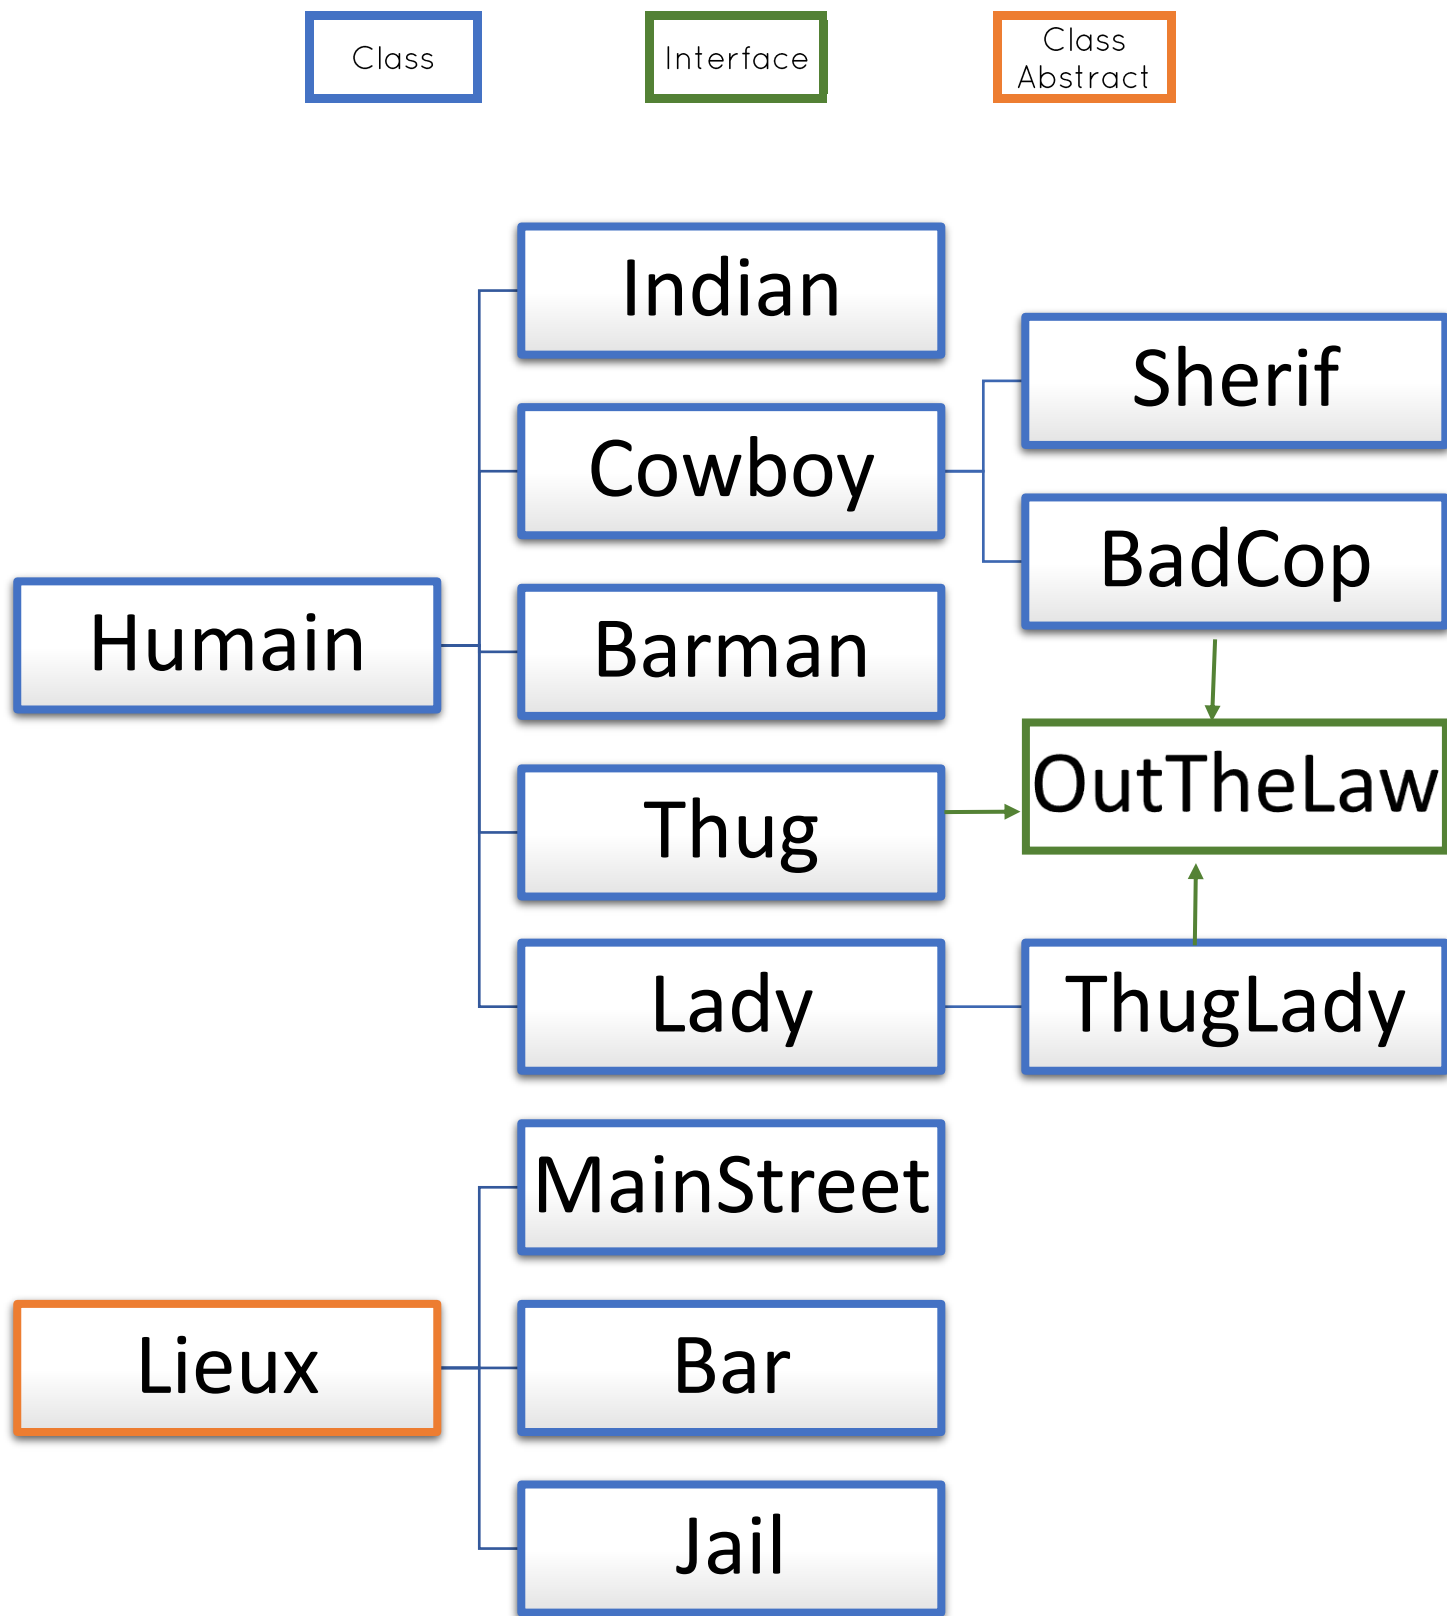 Class
Interface
Class
Abstract
Indian
Sherif
Cowboy
BadCop
Humain
Barman
OutTheLaw
Thug
Lady
ThugLady
MainStreet
Lieux
Bar
Jail